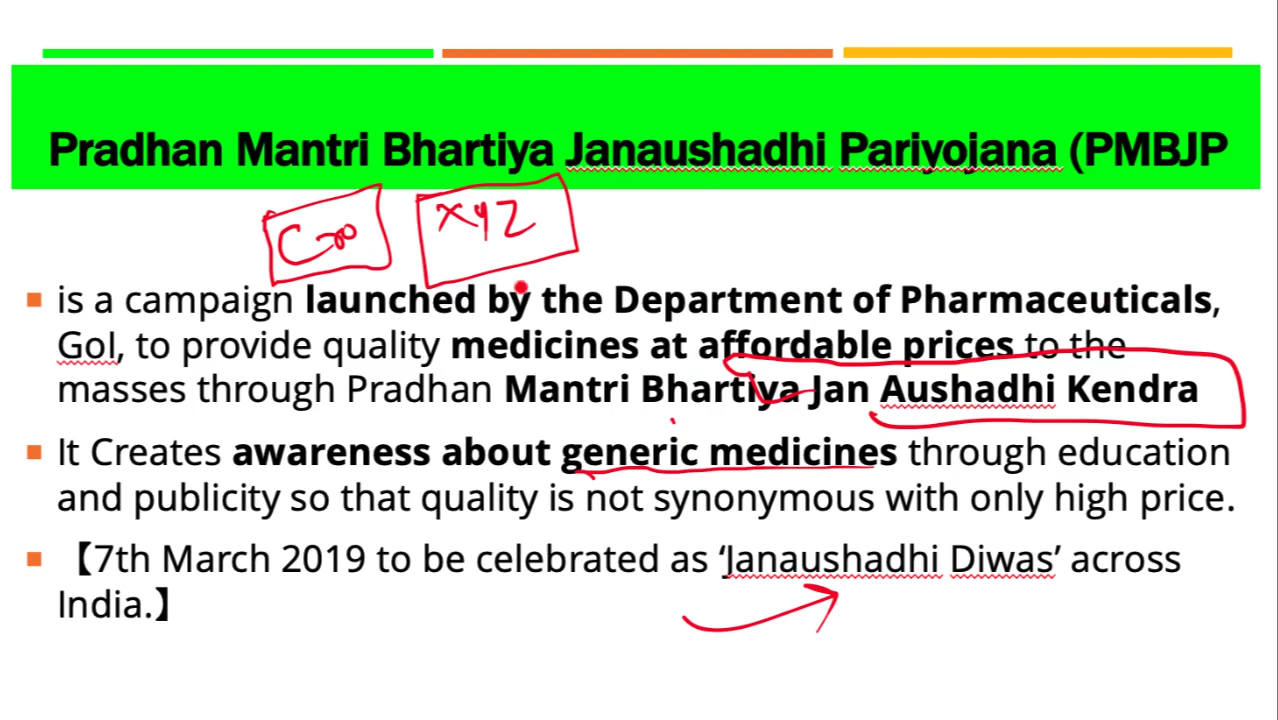 Pradhan Mantri Bhartiya Janaushadhi Pariyojana (PMBJP
XYZ
is a campaign launched by the Department of Pharmaceuticals,
GoI, to provide quality medicines at affordable prices to the
masses through Pradhan Mantri Bhartiya Jan Aushadhi Kendra
It Creates awareness about generic medicines through education
and publicity so that quality is not synonymous with only high price.
【7th March 2019 to be celebrated as ‘Janaushadhi Diwas’ across
India.】